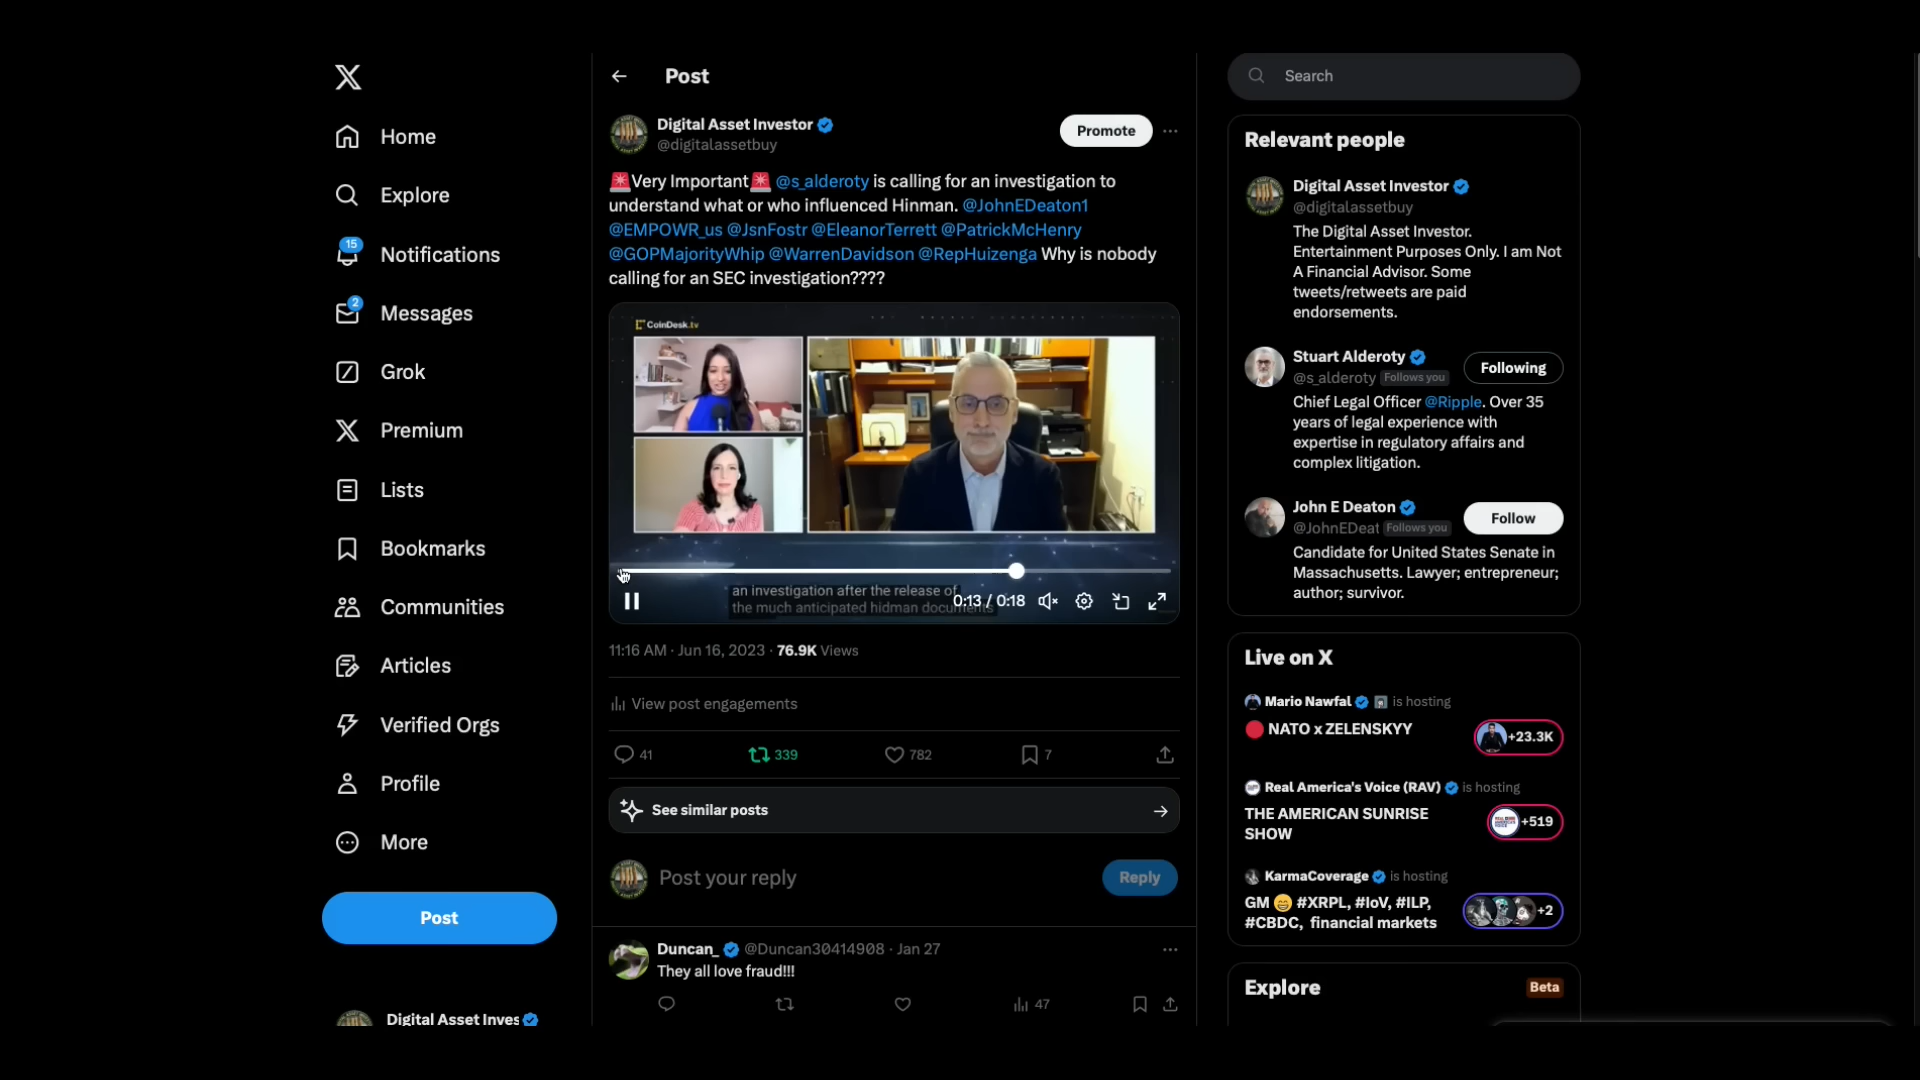 Home
Explore
15
Notifications
2
Messages
Grok
Premium
Lists
Bookmarks
Communities
Articles
Verified Orgs
Profile
More
Post
Digital Asset Inves
Post
Digital Asset Investor
@digitalassetbuy
Promote
🚨Very Important🚨 @s_alderoty is calling for an investigation to
understand what or who influenced Hinman. @JohnEDeaton1
@EMPOWR_us @JsnFostr @EleanorTerrett @PatrickMcHenry
@GOPMajorityWhip @WarrenDavidson @RepHuizenga Why is nobody
calling for an SEC investigation????
CoinDesk.tv
an investigation after the release of
the much anticipated hidman documents
0:13 / 0:18
11:16 AM · Jun 16, 2023 · 76.9K Views
View post engagements
41
339
782
7
See similar posts
Post your reply
Reply
Duncan_ @Duncan30414908 · Jan 27
They all love fraud!!!
47
Search
Relevant people
Digital Asset Investor
@digitalassetbuy
The Digital Asset Investor.
Entertainment Purposes Only. I am Not
A Financial Advisor. Some
tweets/retweets are paid
endorsements.
Stuart Alderoty
@s_alderoty Follows you
Following
Chief Legal Officer @Ripple. Over 35
years of legal experience with
expertise in regulatory affairs and
complex litigation.
John E Deaton
@JohnEDeat Follows you
Follow
Candidate for United States Senate in
Massachusetts. Lawyer; entrepreneur;
author; survivor.
Live on X
Mario Nawfal is hosting
🔴 NATO x ZELENSKYY
+23.3K
Real America's Voice (RAV) is hosting
THE AMERICAN SUNRISE
SHOW
+519
KarmaCoverage is hosting
GM 😁 #XRPL, #IoV, #ILP,
#CBDC, financial markets
+2
Explore
Beta